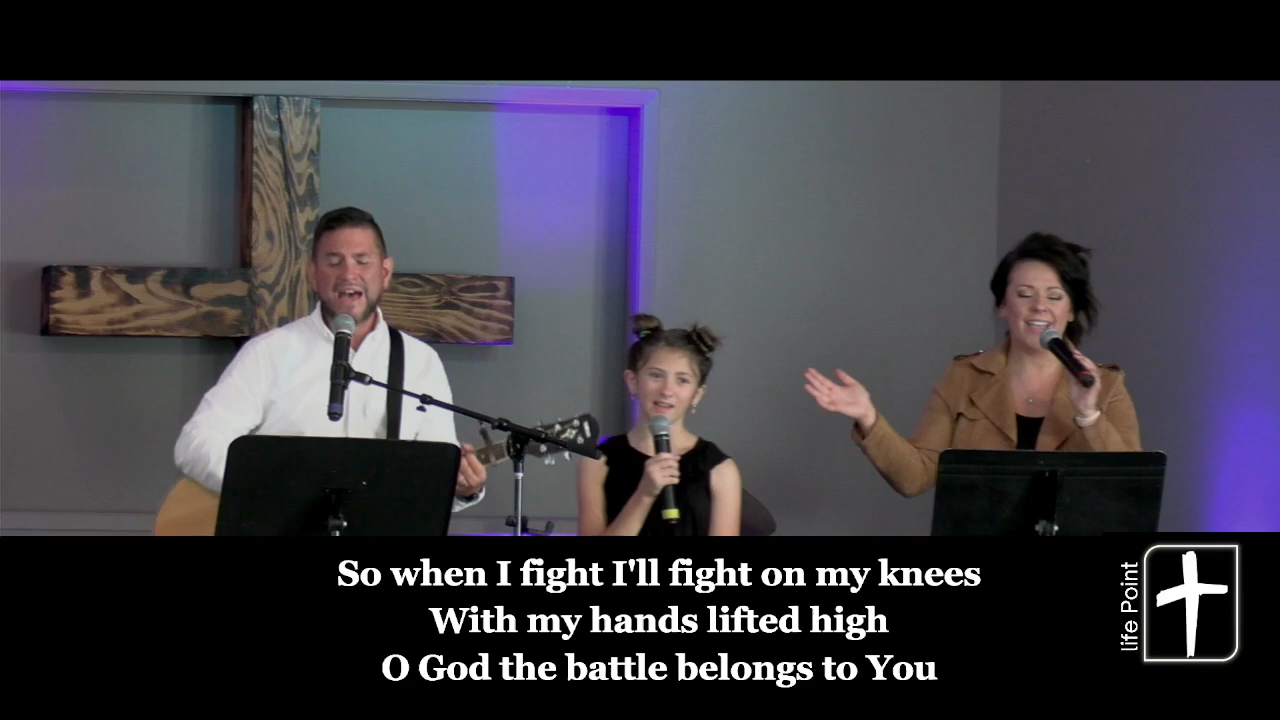 So when I fight I'll fight on my knees
With my hands lifted high
O God the battle belongs to You
life Point